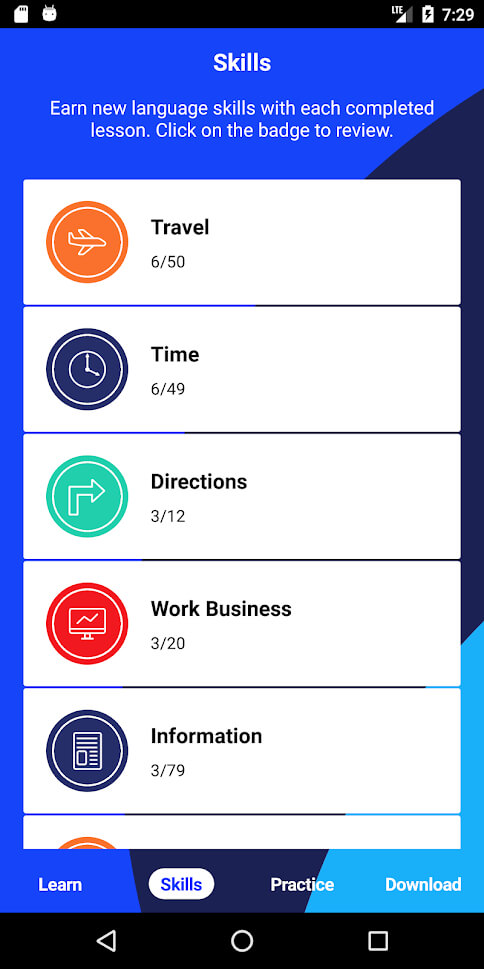 LTE 7:29
Skills
Earn new language skills with each completed
lesson. Click on the badge to review.
Travel
6/50
Time
6/49
Directions
3/12
Work Business
3/20
Information
3/79
Learn Skills Practice Download